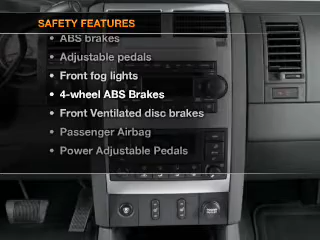 SAFETY FEATURES
• ABS brakes
• Adjustable pedals
• Front fog lights
• 4-wheel ABS Brakes
• Front Ventilated disc brakes
• Passenger Airbag
• Power Adjustable Pedals